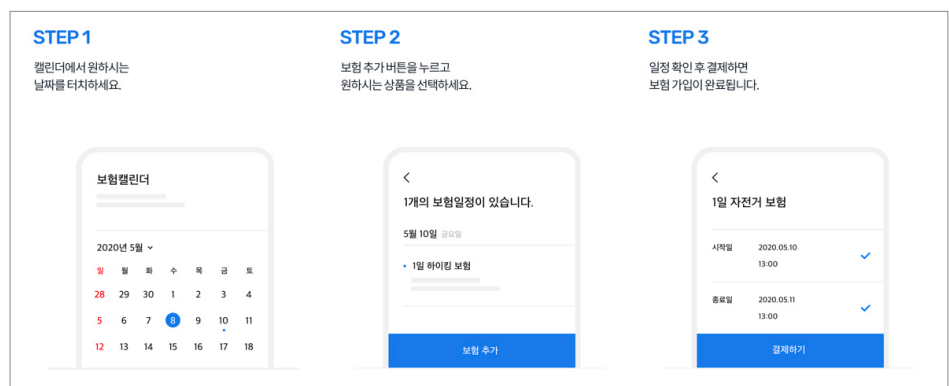 STEP 1
캘린더에서 원하시는
날짜를 터치하세요.
보험캘린더
2020년 5월
일 월 화 수 목 금 토
28 29 30 1 2 3 4
5 6 7 8 9 10 11
12 13 14 15 16 17 18
STEP 2
보험 추가 버튼을 누르고
원하시는 상품을 선택하세요.
1개의 보험일정이 있습니다.
5월 10일 금요일
1일 하이킹 보험
보험 추가
STEP 3
일정 확인 후 결제하면
보험 가입이 완료됩니다.
1일 자전거 보험
시작일 2020.05.10
13:00
종료일 2020.05.11
13:00
결제하기